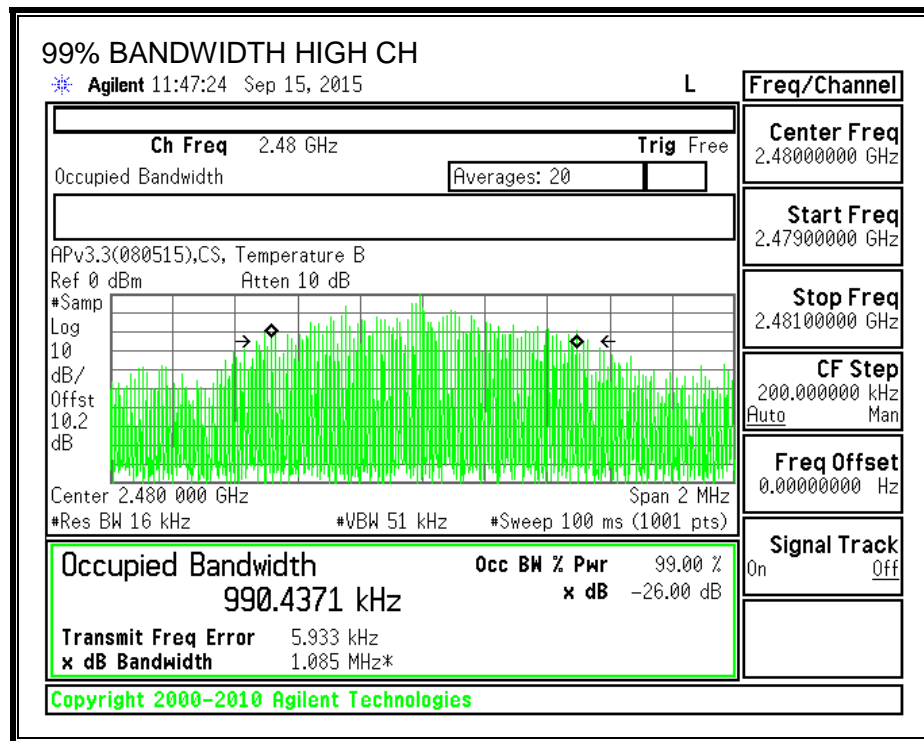 99% BANDWIDTH HIGH CH
Agilent 11:47:24 Sep 15, 2015 L
Freq/Channel
Ch Freq 2.48 GHz Trig Free
Occupied Bandwidth Averages: 20
APv3.3(080515),CS, Temperature B
Ref 0 dBm Atten 10 dB
#Samp
Log
10
dB/
Offst
10.2
dB
Center 2.480 000 GHz Span 2 MHz
#Res BW 16 kHz #VBW 51 kHz #Sweep 100 ms (1001 pts)
Occupied Bandwidth Occ BW % Pwr 99.00 %
990.4371 kHz x dB -26.00 dB
Transmit Freq Error 5.933 kHz
x dB Bandwidth 1.085 MHz*
Copyright 2000-2010 Agilent Technologies
Center Freq
2.48000000 GHz
Start Freq
2.47900000 GHz
Stop Freq
2.48100000 GHz
CF Step
200.000000 kHz
Auto Man
Freq Offset
0.00000000 Hz
Signal Track
On Off